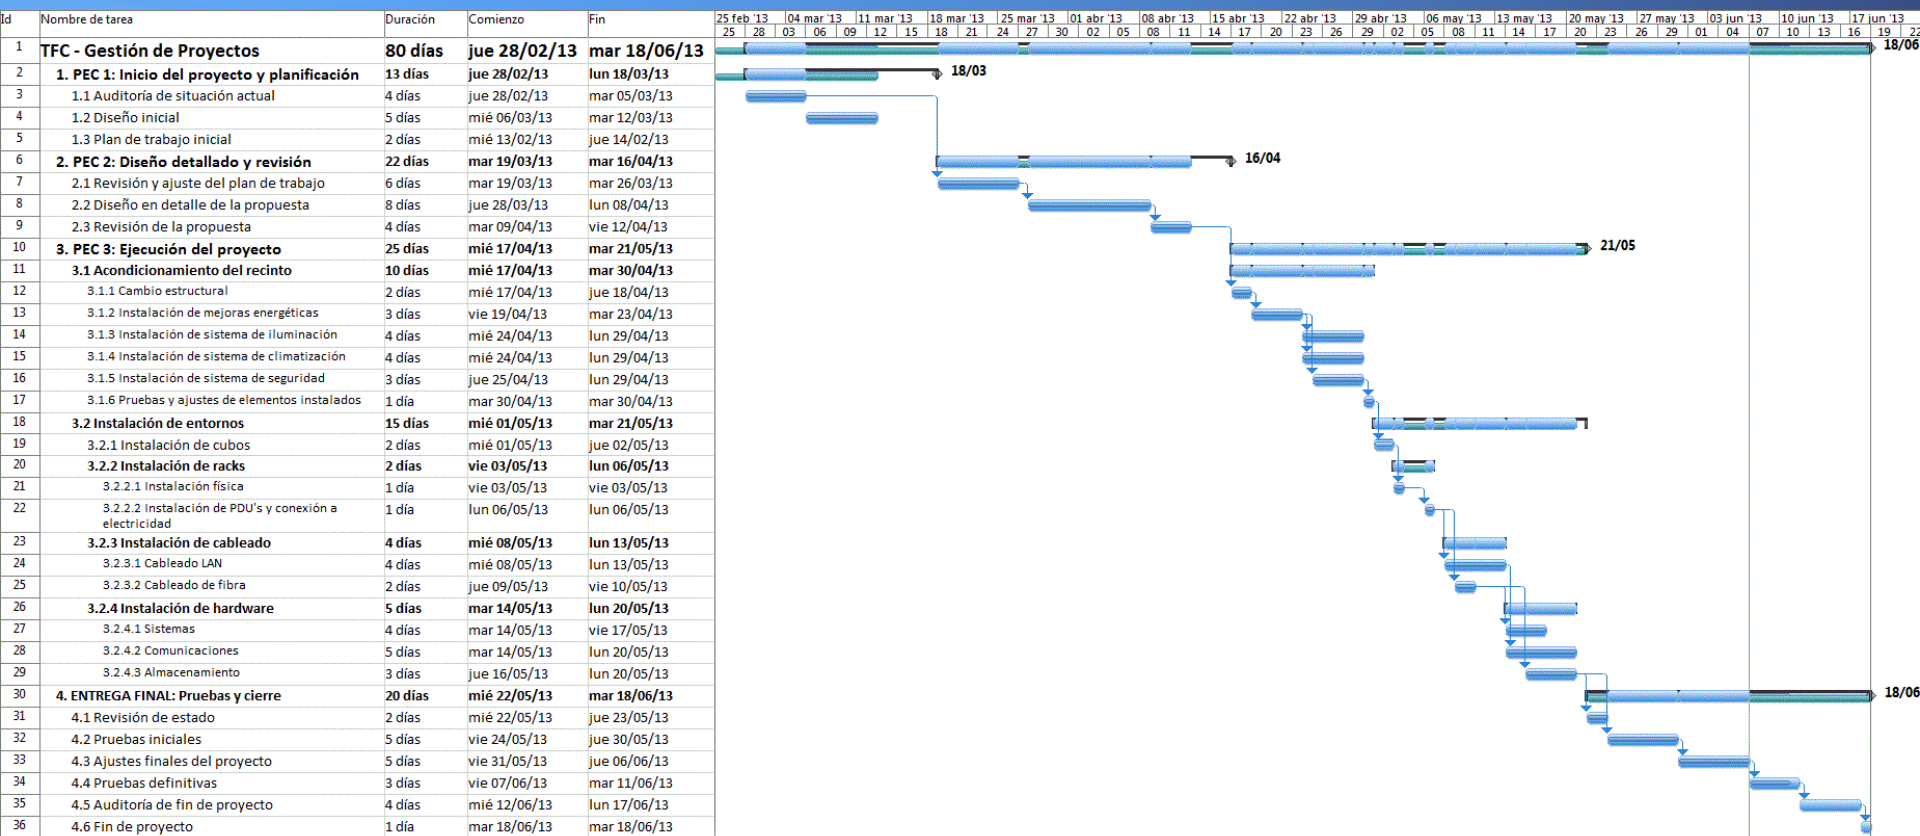 Id Nombre de tarea Duración Comienzo Fin 25 feb '13 04 mar '13 11 mar '13 18 mar '13 25 mar '13 01 abr '13 08 abr '13 15 abr '13 22 abr '13 29 abr '13 06 may '13 13 may '13 20 may '13 27 may '13 03 jun '13 10 jun '13 17 jun '13
25 28 03 06 09 12 15 18 21 24 27 30 02 05 08 11 14 17 20 23 26 29 02 05 08 11 14 17 20 23 26 29 01 04 07 10 13 16 19 22
1 TFC - Gestión de Proyectos 80 días jue 28/02/13 mar 18/06/13 18/06
2 1. PEC 1: Inicio del proyecto y planificación 13 días jue 28/02/13 lun 18/03/13 18/03
3 1.1 Auditoría de situación actual 4 días jue 28/02/13 mar 05/03/13
4 1.2 Diseño inicial 5 días mié 06/03/13 mar 12/03/13
5 1.3 Plan de trabajo inicial 2 días mié 13/02/13 jue 14/02/13
6 2. PEC 2: Diseño detallado y revisión 22 días mar 19/03/13 mar 16/04/13 16/04
7 2.1 Revisión y ajuste del plan de trabajo 6 días mar 19/03/13 mar 26/03/13
8 2.2 Diseño en detalle de la propuesta 8 días jue 28/03/13 lun 08/04/13
9 2.3 Revisión de la propuesta 4 días mar 09/04/13 vie 12/04/13
10 3. PEC 3: Ejecución del proyecto 25 días mié 17/04/13 mar 21/05/13 21/05
11 3.1 Acondicionamiento del recinto 10 días mié 17/04/13 mar 30/04/13
12 3.1.1 Cambio estructural 2 días mié 17/04/13 jue 18/04/13
13 3.1.2 Instalación de mejoras energéticas 3 días vie 19/04/13 mar 23/04/13
14 3.1.3 Instalación de sistema de iluminación 4 días mié 24/04/13 lun 29/04/13
15 3.1.4 Instalación de sistema de climatización 4 días mié 24/04/13 lun 29/04/13
16 3.1.5 Instalación de sistema de seguridad 3 días jue 25/04/13 lun 29/04/13
17 3.1.6 Pruebas y ajustes de elementos instalados 1 día mar 30/04/13 mar 30/04/13
18 3.2 Instalación de entornos 15 días mié 01/05/13 mar 21/05/13
19 3.2.1 Instalación de cubos 2 días mié 01/05/13 jue 02/05/13
20 3.2.2 Instalación de racks 2 días vie 03/05/13 lun 06/05/13
21 3.2.2.1 Instalación física 1 día vie 03/05/13 vie 03/05/13
22 3.2.2.2 Instalación de PDU's y conexión a 1 día lun 06/05/13 lun 06/05/13
electricidad
23 3.2.3 Instalación de cableado 4 días mié 08/05/13 lun 13/05/13
24 3.2.3.1 Cableado LAN 4 días mié 08/05/13 lun 13/05/13
25 3.2.3.2 Cableado de fibra 2 días jue 09/05/13 vie 10/05/13
26 3.2.4 Instalación de hardware 5 días mar 14/05/13 lun 20/05/13
27 3.2.4.1 Sistemas 4 días mar 14/05/13 vie 17/05/13
28 3.2.4.2 Comunicaciones 5 días mar 14/05/13 lun 20/05/13
29 3.2.4.3 Almacenamiento 3 días jue 16/05/13 lun 20/05/13
30 4. ENTREGA FINAL: Pruebas y cierre 20 días mié 22/05/13 mar 18/06/13 18/06
31 4.1 Revisión de estado 2 días mié 22/05/13 jue 23/05/13
32 4.2 Pruebas iniciales 5 días vie 24/05/13 jue 30/05/13
33 4.3 Ajustes finales del proyecto 5 días vie 31/05/13 jue 06/06/13
34 4.4 Pruebas definitivas 3 días vie 07/06/13 mar 11/06/13
35 4.5 Auditoría de fin de proyecto 4 días mié 12/06/13 lun 17/06/13
36 4.6 Fin de proyecto 1 día mar 18/06/13 mar 18/06/13